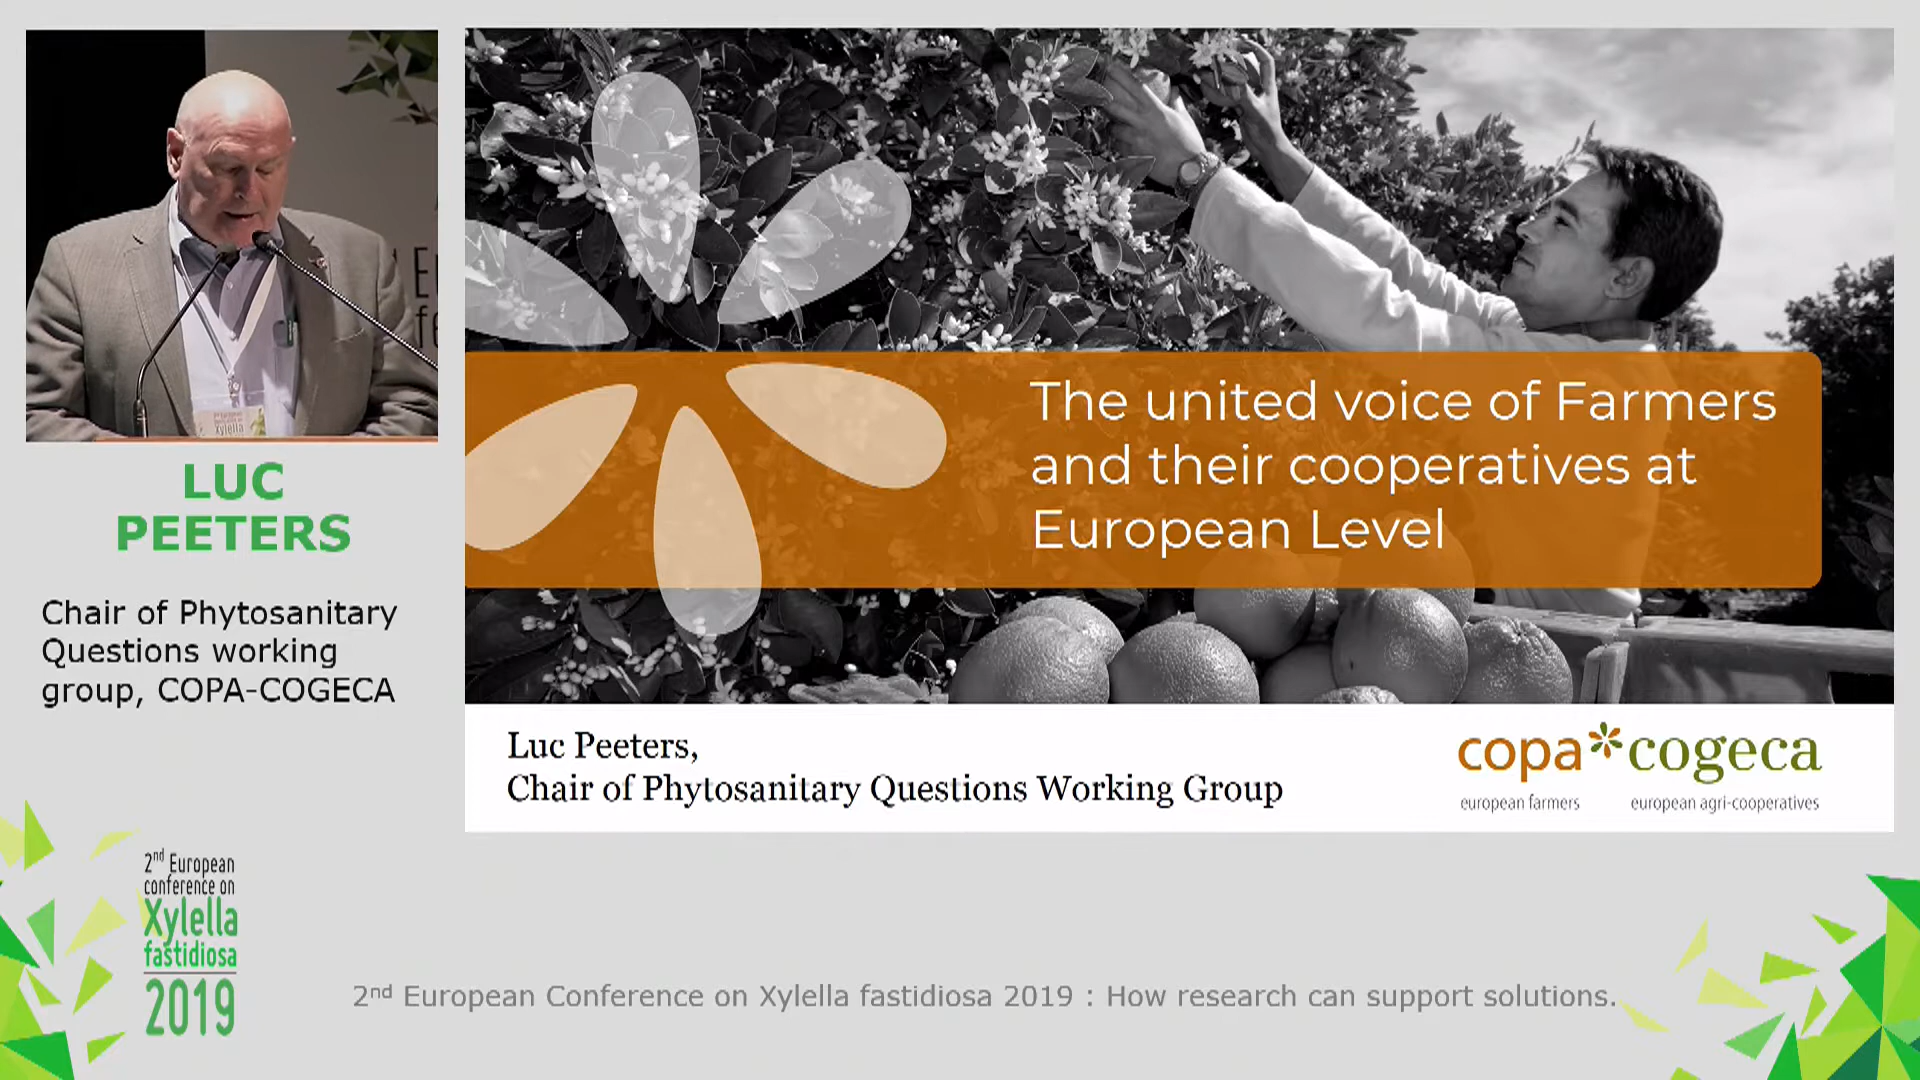 LUC
PEETERS
Chair of Phytosanitary
Questions working
group, COPA-COGECA
The united voice of Farmers
and their cooperatives at
European Level
Luc Peeters,
Chair of Phytosanitary Questions Working Group
copa*cogeca
european farmers
european agri-cooperatives
2nd European
conference on
Xylella
fastidiosa
2019
2nd European Conference on Xylella fastidiosa 2019 : How research can support solutions.